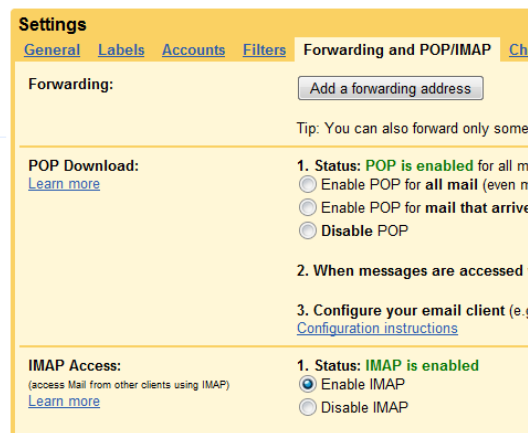 Settings
General Labels Accounts Filters Forwarding and POP/IMAP
Forwarding:
Add a forwarding address
Tip: You can also forward only some
POP Download:
Learn more
1. Status: POP is enabled for all
Enable POP for all mail (even
Enable POP for mail that
Disable POP
2. When messages are accessed
3. Configure your email client
Configuration instructions
IMAP Access:
(access Mail from other clients using IMAP)
Learn more
1. Status: IMAP is enabled
Enable IMAP
Disable IMAP